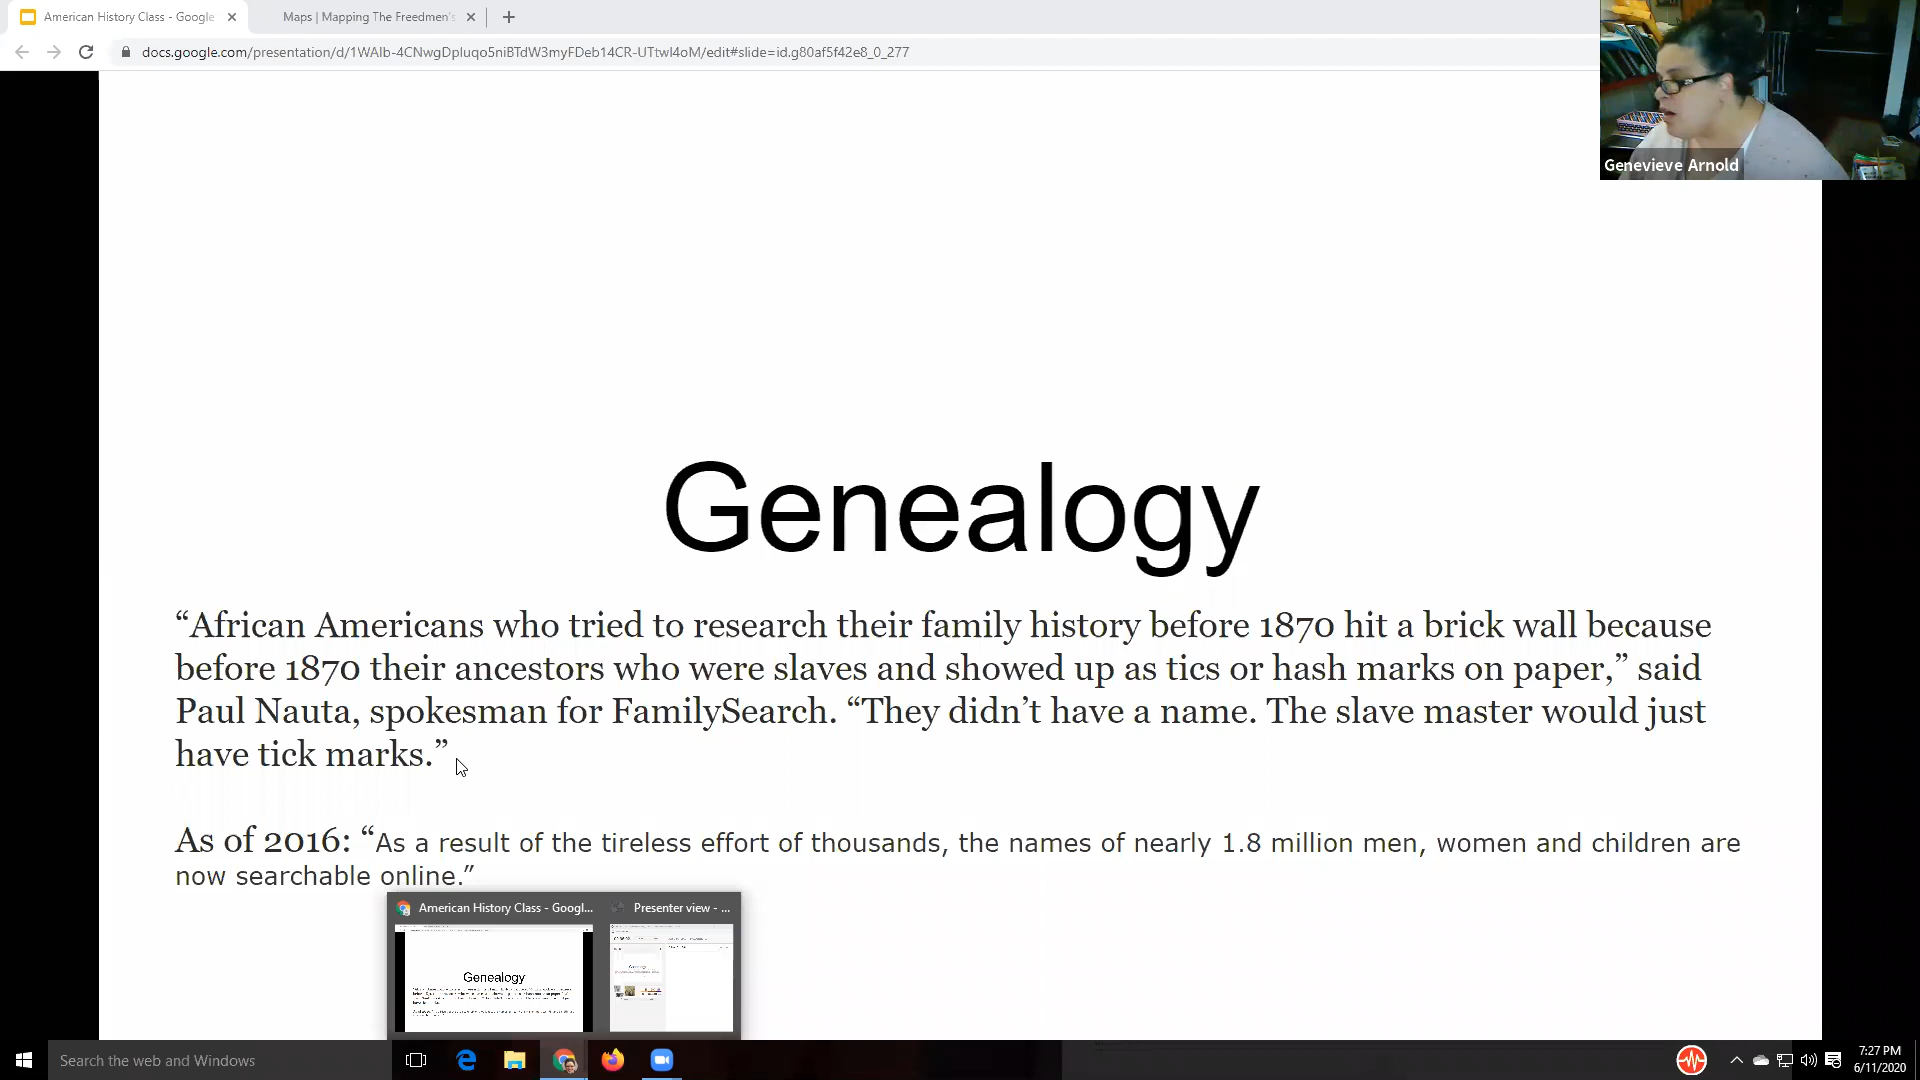 American History Class - Google
Maps | Mapping The Freedmen's
docs.google.com/presentation/d/1WAlb-4CNwgDpluqo5niBTdW3myFDeb14CR-UTtwl4oM/edit#slide=id.g80af5f42e8_0_277
Genevieve Arnold
Genealogy
“African Americans who tried to research their family history before 1870 hit a brick wall because
before 1870 their ancestors who were slaves and showed up as tics or hash marks on paper,” said
Paul Nauta, spokesman for FamilySearch. “They didn’t have a name. The slave master would just
have tick marks.”
As of 2016: “As a result of the tireless effort of thousands, the names of nearly 1.8 million men, women and children are
now searchable online.”
American History Class - Googl...
Presenter view - ...
Genealogy
Search the web and Windows
7:27 PM
6/11/2020